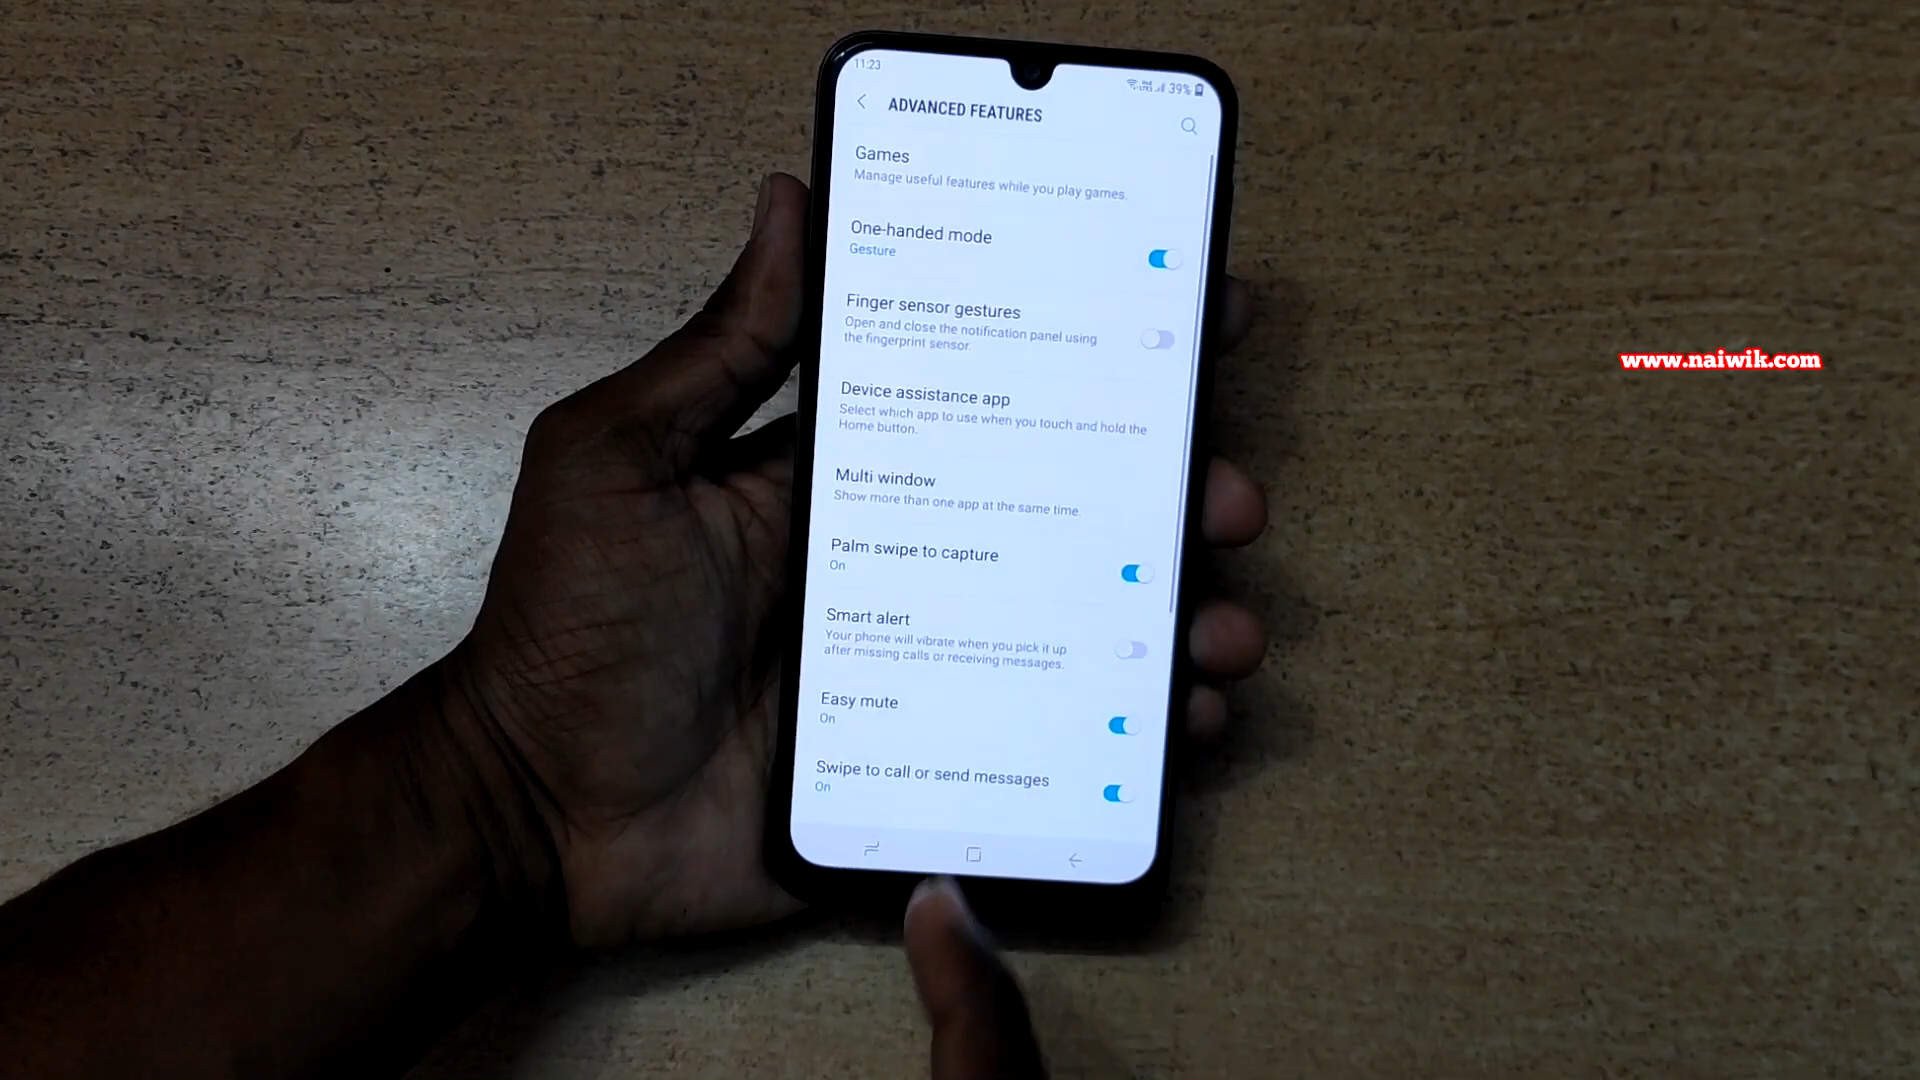 11:23
39%
ADVANCED FEATURES
Games
Manage useful features while you play games.
One-handed mode
Gesture
Finger sensor gestures
Open and close the notification panel using
the fingerprint sensor.
Device assistance app
Select which app to use when you touch and hold the
Home button.
Multi window
Show more than one app at the same time.
Palm swipe to capture
On
Smart alert
Your phone will vibrate when you pick it up
after missing calls or receiving messages.
Easy mute
On
Swipe to call or send messages
On
www.naiwik.com